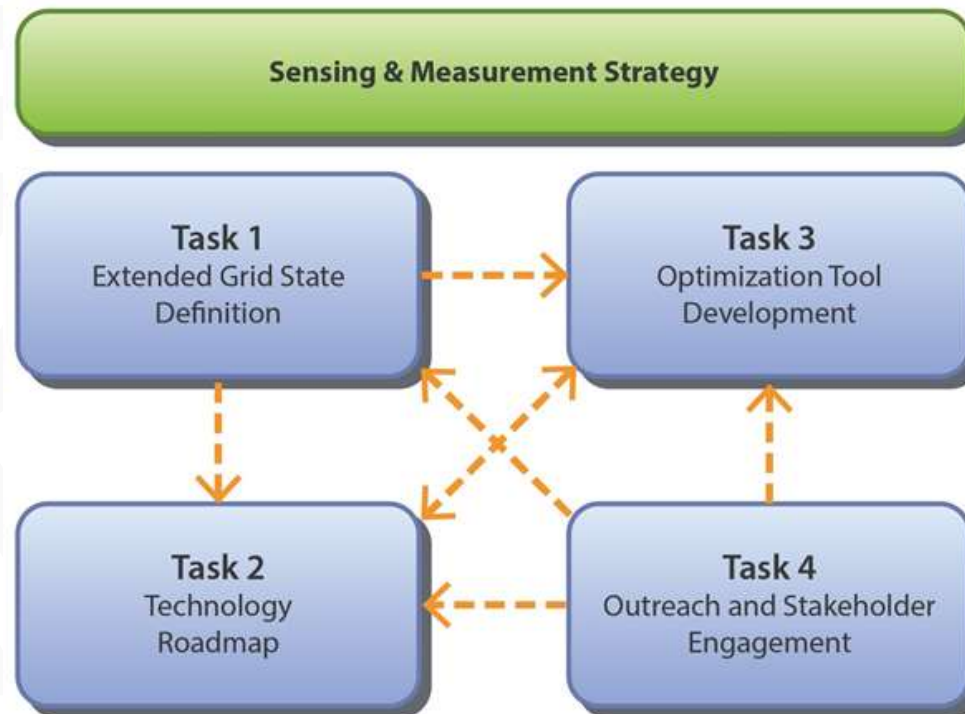 Sensing & Measurement Strategy
Task 1
Extended Grid State
Definition
Task 3
Optimization Tool
Development
Task 2
Technology
Roadmap
Task 4
Outreach and Stakeholder
Engagement